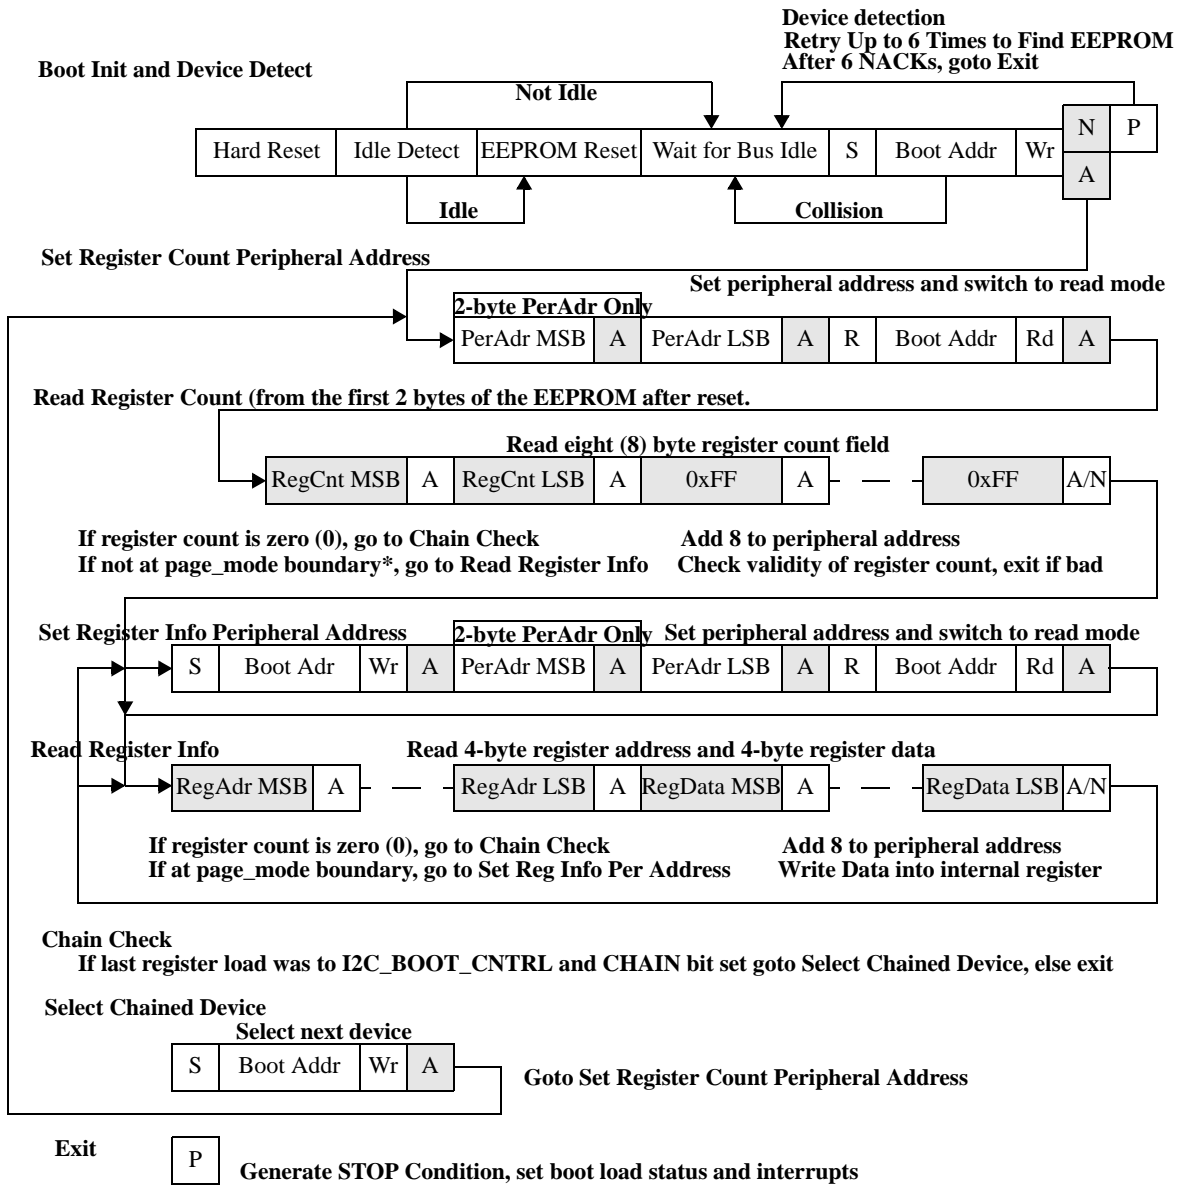 Device detection
Retry Up to 6 Times to Find EEPROM
After 6 NACKs, goto Exit
Boot Init and Device Detect
Not Idle
Hard Reset Idle Detect EEPROM Reset Wait for Bus Idle S Boot Addr Wr N P
A
Idle Collision
Set Register Count Peripheral Address
Set peripheral address and switch to read mode
2-byte PerAdr Only
PerAdr MSB A PerAdr LSB A R Boot Addr Rd A
Read Register Count (from the first 2 bytes of the EEPROM after reset.
Read eight (8) byte register count field
RegCnt MSB A RegCnt LSB A 0xFF A 0xFF A/N
If register count is zero (0), go to Chain Check Add 8 to peripheral address
If not at page_mode boundary*, go to Read Register Info Check validity of register count, exit if bad
Set Register Info Peripheral Address 2-byte PerAdr Only Set peripheral address and switch to read mode
S Boot Adr Wr A PerAdr MSB A PerAdr LSB A R Boot Addr Rd A
Read Register Info Read 4-byte register address and 4-byte register data
RegAdr MSB A RegAdr LSB A RegData MSB A RegData LSB A/N
If register count is zero (0), go to Chain Check Add 8 to peripheral address
If at page_mode boundary, go to Set Reg Info Per Address Write Data into internal register
Chain Check
If last register load was to I2C_BOOT_CNTRL and CHAIN bit set goto Select Chained Device, else exit
Select Chained Device
Select next device
S Boot Addr Wr A
Goto Set Register Count Peripheral Address
Exit P
Generate STOP Condition, set boot load status and interrupts